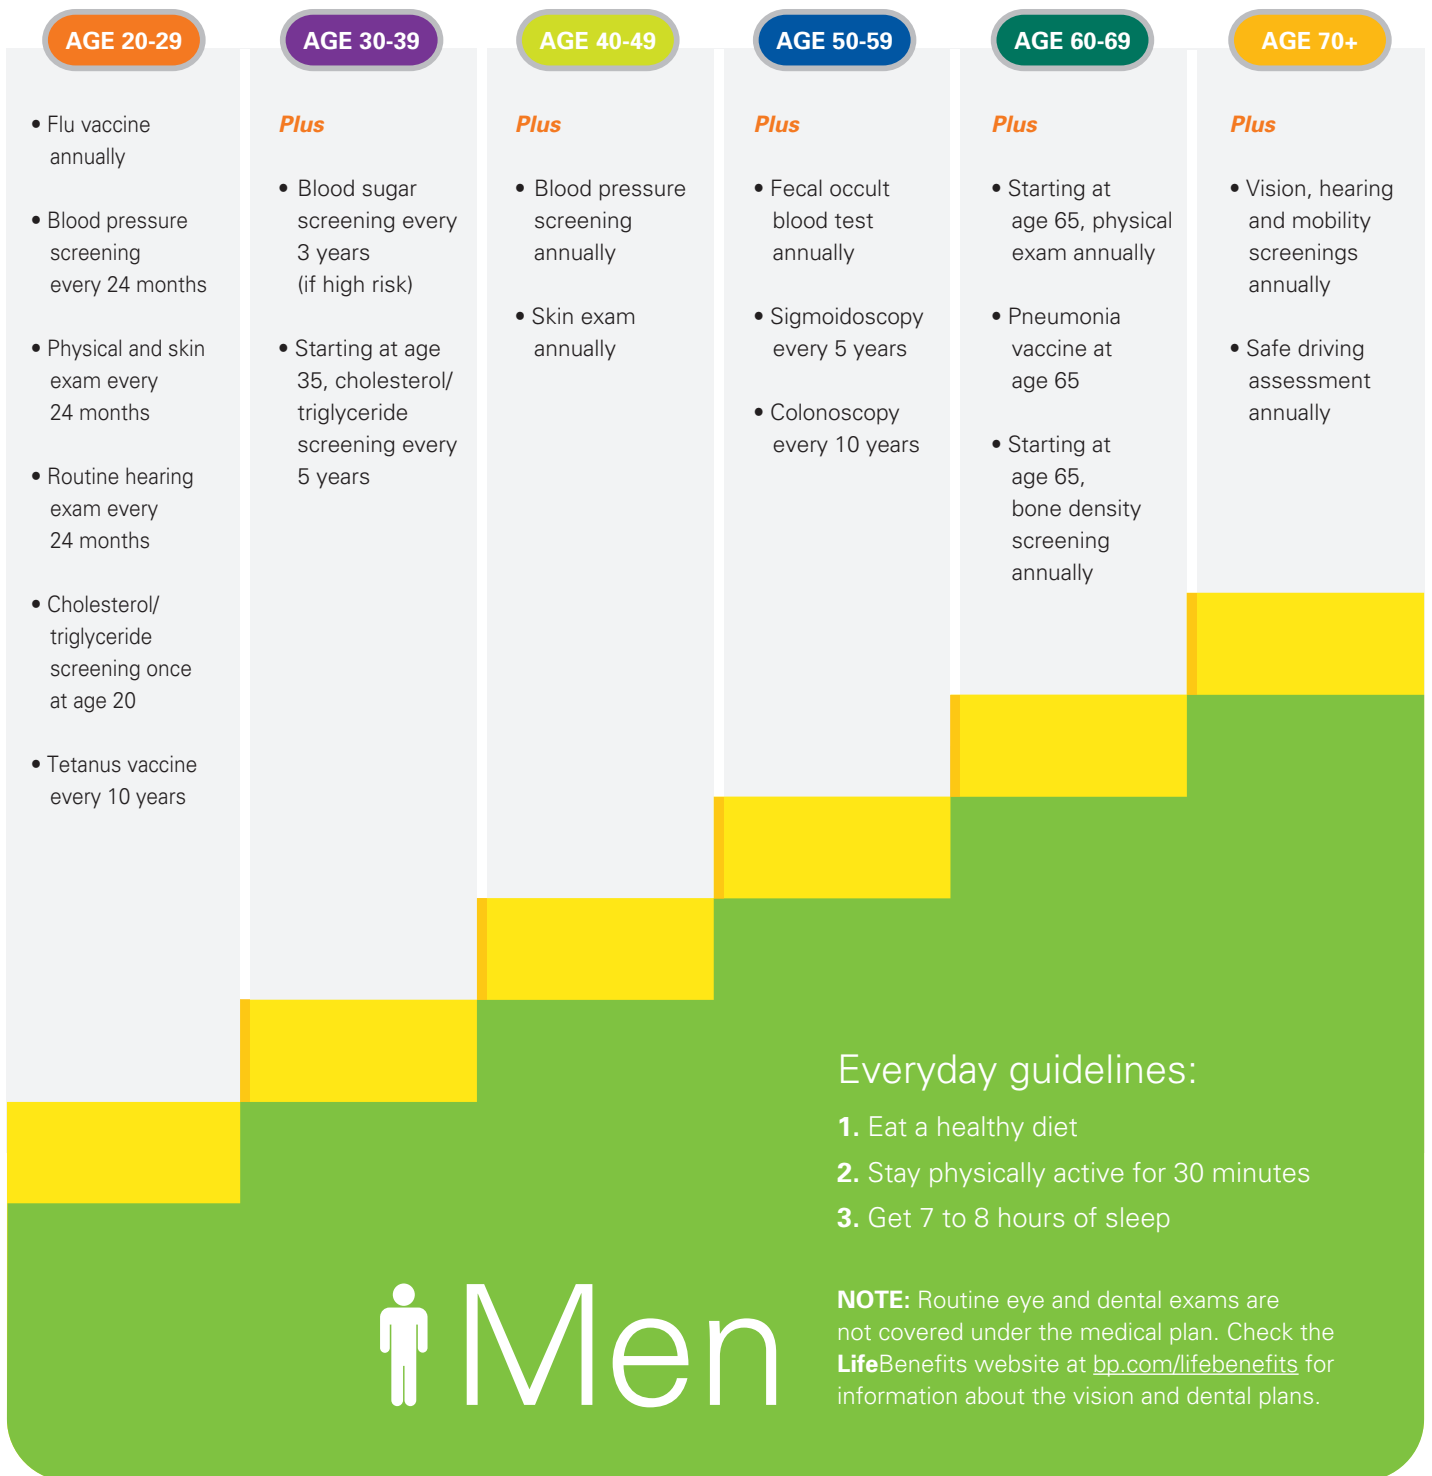 AGE 20-29
• Flu vaccine
annually
• Blood pressure
screening
every 24 months
• Physical and skin
exam every
24 months
• Routine hearing
exam every
24 months
• Cholesterol/
triglyceride
screening once
at age 20
• Tetanus vaccine
every 10 years
AGE 30-39
Plus
• Blood sugar
screening every
3 years
(if high risk)
• Starting at age
35, cholesterol/
triglyceride
screening every
5 years
AGE 40-49
Plus
• Blood pressure
screening
annually
• Skin exam
annually
AGE 50-59
Plus
• Fecal occult
blood test
annually
• Sigmoidoscopy
every 5 years
• Colonoscopy
every 10 years
AGE 60-69
Plus
• Starting at
age 65, physical
exam annually
• Pneumonia
vaccine at
age 65
• Starting at
age 65,
bone density
screening
annually
AGE 70+
Plus
• Vision, hearing
and mobility
screenings
annually
• Safe driving
assessment
annually
Everyday guidelines:
1. Eat a healthy diet
2. Stay physically active for 30 minutes
3. Get 7 to 8 hours of sleep
Men
NOTE: Routine eye and dental exams are
not covered under the medical plan. Check the
LifeBenefits website at bp.com/lifebenefits for
information about the vision and dental plans.